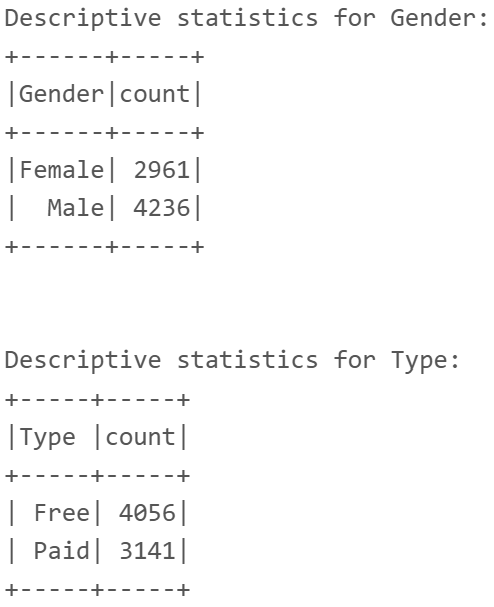 Descriptive statistics for Gender:
+------+-----+
|Gender|count|
+------+-----+
|Female| 2961|
|  Male| 4236|
+------+-----+
Descriptive statistics for Type:
+-----+-----+
|Type |count|
+-----+-----+
| Free| 4056|
| Paid| 3141|
+-----+-----+